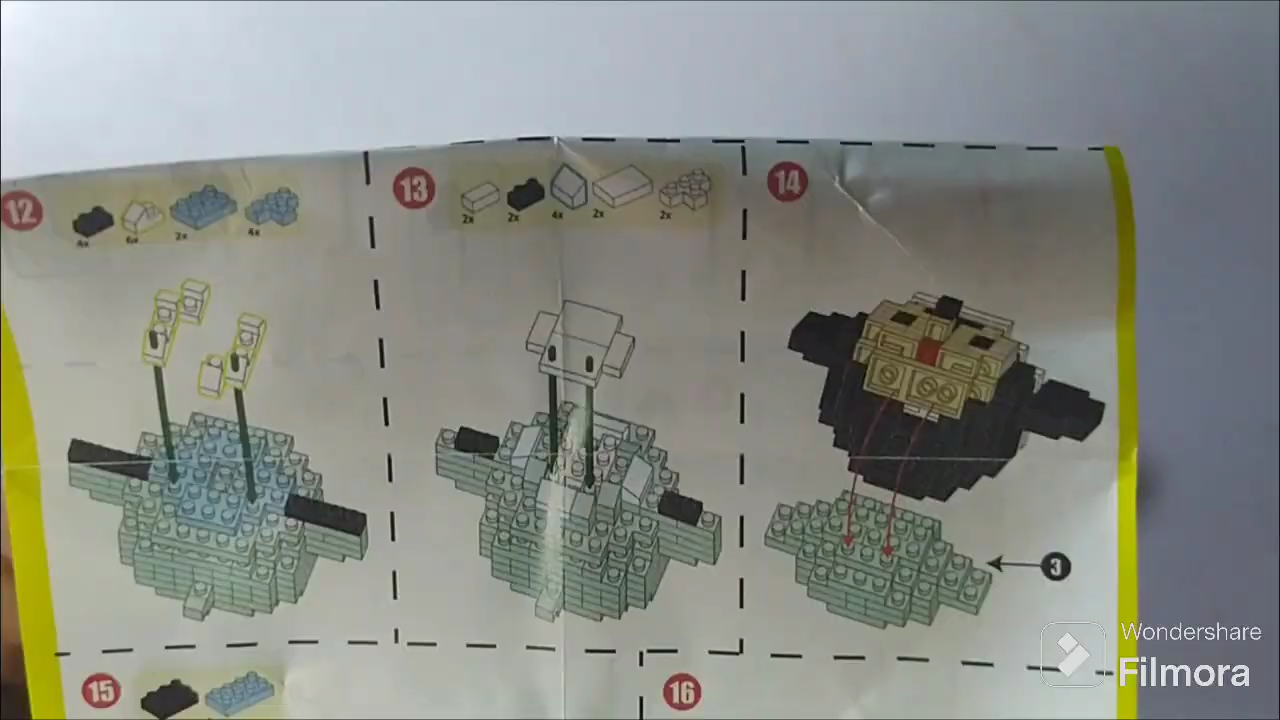 12
4x 6x 2x 4x
13
2x 2x 4x 2x 2x
14
3
15
16
Wondershare
Filmora